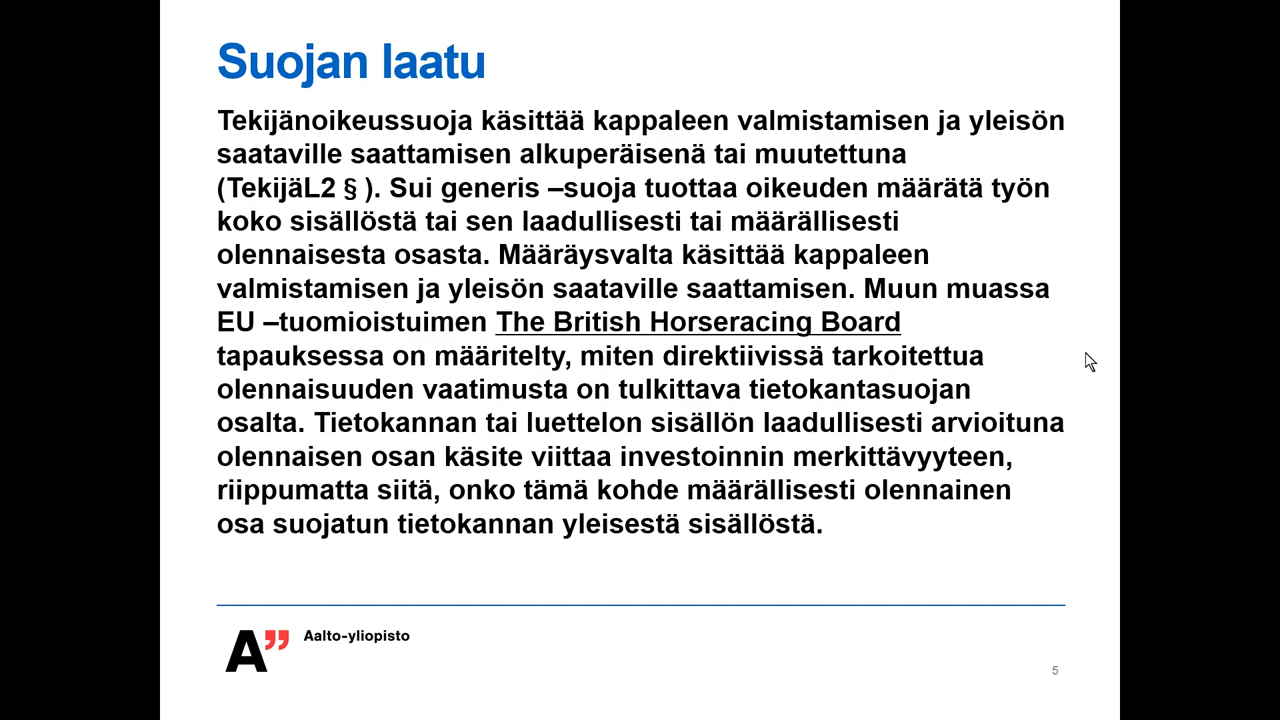 Suojan laatu
Tekijänoikeussuoja käsittää kappaleen valmistamisen ja yleisön
saataville saattamisen alkuperäisenä tai muutettuna
(TekijäL2 § ). Sui generis –suoja tuottaa oikeuden määrätä työn
koko sisällöstä tai sen laadullisesti tai määrällisesti
olennaisesta osasta. Määräysvalta käsittää kappaleen
valmistamisen ja yleisön saataville saattamisen. Muun muassa
EU –tuomioistuimen The British Horseracing Board
tapauksessa on määritelty, miten direktiivissä tarkoitettua
olennaisuuden vaatimusta on tulkittava tietokantasuojan
osalta. Tietokannan tai luettelon sisällön laadullisesti arvioituna
olennaisen osan käsite viittaa investoinnin merkittävyyteen,
riippumatta siitä, onko tämä kohde määrällisesti olennainen
osa suojatun tietokannan yleisestä sisällöstä.
A” Aalto-yliopisto
5